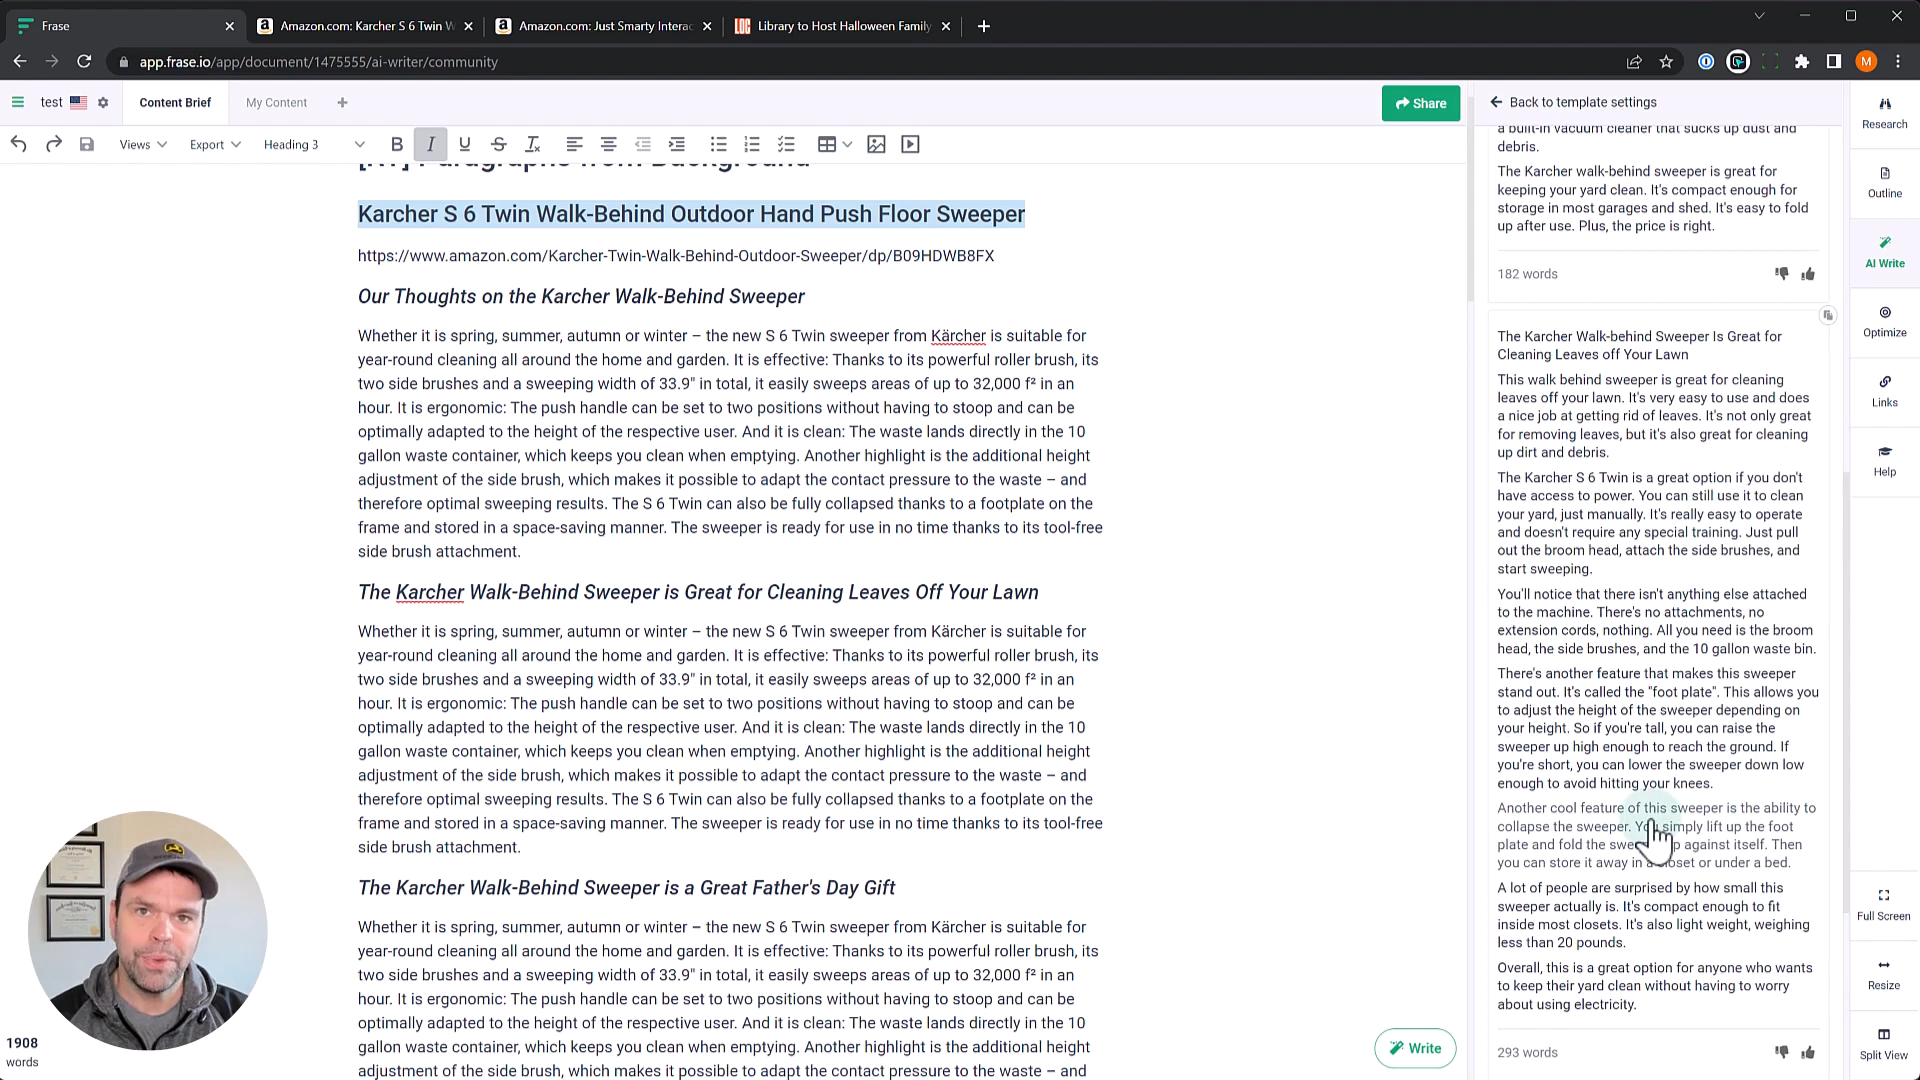 Frase
Amazon.com: Karcher S 6 Twin W
Amazon.com: Just Smarty Interac
LOC Library to Host Halloween Family
app.frase.io/app/document/1475555/ai-writer/community
M
test
Content Brief
My Content
Share
Back to template settings
Views
Export
Heading 3
B
I
U
S
[NY] Paragraphs from Background
Karcher S 6 Twin Walk-Behind Outdoor Hand Push Floor Sweeper
https://www.amazon.com/Karcher-Twin-Walk-Behind-Outdoor-Sweeper/dp/B09HDWB8FX
Our Thoughts on the Karcher Walk-Behind Sweeper
Whether it is spring, summer, autumn or winter – the new S 6 Twin sweeper from Kärcher is suitable for
year-round cleaning all around the home and garden. It is effective: Thanks to its powerful roller brush, its
two side brushes and a sweeping width of 33.9" in total, it easily sweeps areas of up to 32,000 f² in an
hour. It is ergonomic: The push handle can be set to two positions without having to stoop and can be
optimally adapted to the height of the respective user. And it is clean: The waste lands directly in the 10
gallon waste container, which keeps you clean when emptying. Another highlight is the additional height
adjustment of the side brush, which makes it possible to adapt the contact pressure to the waste – and
therefore optimal sweeping results. The S 6 Twin can also be fully collapsed thanks to a footplate on the
frame and stored in a space-saving manner. The sweeper is ready for use in no time thanks to its tool-free
side brush attachment.
The Karcher Walk-Behind Sweeper is Great for Cleaning Leaves Off Your Lawn
Whether it is spring, summer, autumn or winter – the new S 6 Twin sweeper from Kärcher is suitable for
year-round cleaning all around the home and garden. It is effective: Thanks to its powerful roller brush, its
two side brushes and a sweeping width of 33.9" in total, it easily sweeps areas of up to 32,000 f² in an
hour. It is ergonomic: The push handle can be set to two positions without having to stoop and can be
optimally adapted to the height of the respective user. And it is clean: The waste lands directly in the 10
gallon waste container, which keeps you clean when emptying. Another highlight is the additional height
adjustment of the side brush, which makes it possible to adapt the contact pressure to the waste – and
therefore optimal sweeping results. The S 6 Twin can also be fully collapsed thanks to a footplate on the
frame and stored in a space-saving manner. The sweeper is ready for use in no time thanks to its tool-free
side brush attachment.
The Karcher Walk-Behind Sweeper is a Great Father's Day Gift
Whether it is spring, summer, autumn or winter – the new S 6 Twin sweeper from Kärcher is suitable for
year-round cleaning all around the home and garden. It is effective: Thanks to its powerful roller brush, its
two side brushes and a sweeping width of 33.9" in total, it easily sweeps areas of up to 32,000 f² in an
hour. It is ergonomic: The push handle can be set to two positions without having to stoop and can be
optimally adapted to the height of the respective user. And it is clean: The waste lands directly in the 10
gallon waste container, which keeps you clean when emptying. Another highlight is the additional height
adjustment of the side brush, which makes it possible to adapt the contact pressure to the waste – and
1908
words
Write
a built-in vacuum cleaner that sucks up dust and
debris.
The Karcher walk-behind sweeper is great for
keeping your yard clean. It's compact enough for
storage in most garages and shed. It's easy to fold
up after use. Plus, the price is right.
182 words
The Karcher Walk-behind Sweeper Is Great for
Cleaning Leaves off Your Lawn
This walk behind sweeper is great for cleaning
leaves off your lawn. It's very easy to use and does
a nice job at getting rid of leaves. It's not only great
for removing leaves, but it's also great for cleaning
up dirt and debris.
The Karcher S 6 Twin is a great option if you don't
have access to power. You can still use it to clean
your yard, just manually. It's really easy to operate
and doesn't require any special training. Just pull
out the broom head, attach the side brushes, and
start sweeping.
You'll notice that there isn't anything else attached
to the machine. There's no attachments, no
extension cords, nothing. All you need is the broom
head, the side brushes, and the 10 gallon waste bin.
There's another feature that makes this sweeper
stand out. It's called the "foot plate". This allows you
to adjust the height of the sweeper depending on
your height. So if you're tall, you can raise the
sweeper up high enough to reach the ground. If
you're short, you can lower the sweeper down low
enough to avoid hitting your knees.
Another cool feature of this sweeper is the ability to
collapse the sweeper. You simply lift up the foot
plate and fold the against itself. Then
you can store it away in a closet or under a bed.
A lot of people are surprised by how small this
sweeper actually is. It's compact enough to fit
inside most closets. It's also light weight, weighing
less than 20 pounds.
Overall, this is a great option for anyone who wants
to keep their yard clean without having to worry
about using electricity.
293 words
Research
Outline
AI Write
Optimize
Links
Help
Full Screen
Resize
Split View